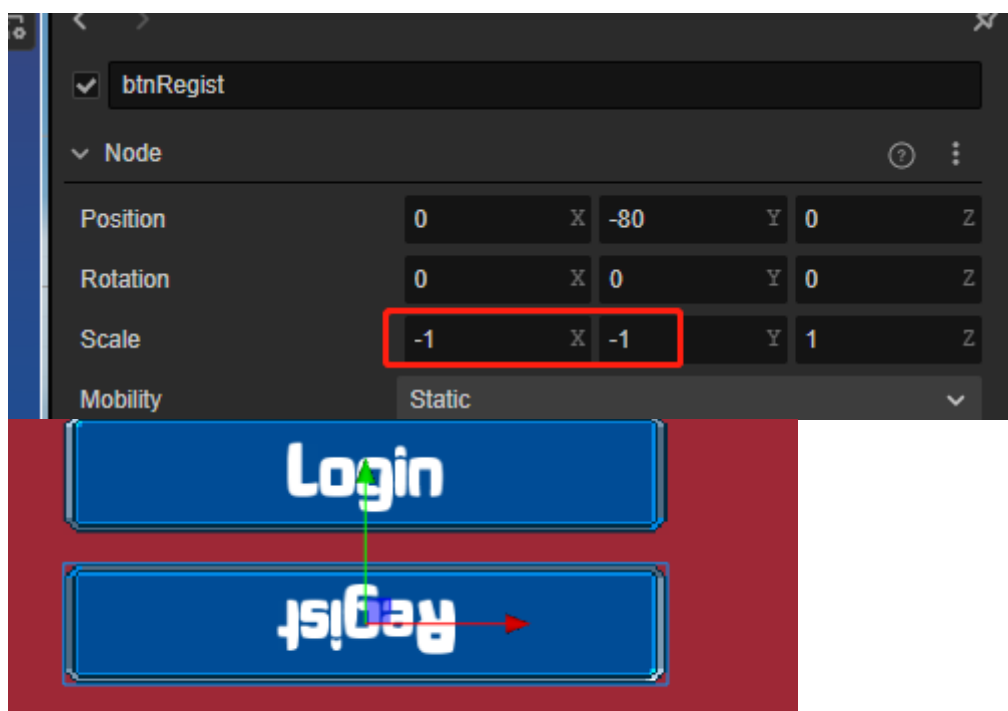 btnRegist
Node
Position 0 X -80 Y 0 Z
Rotation 0 X 0 Y 0 Z
Scale -1 X -1 Y 1 Z
Mobility Static
Login
Regist